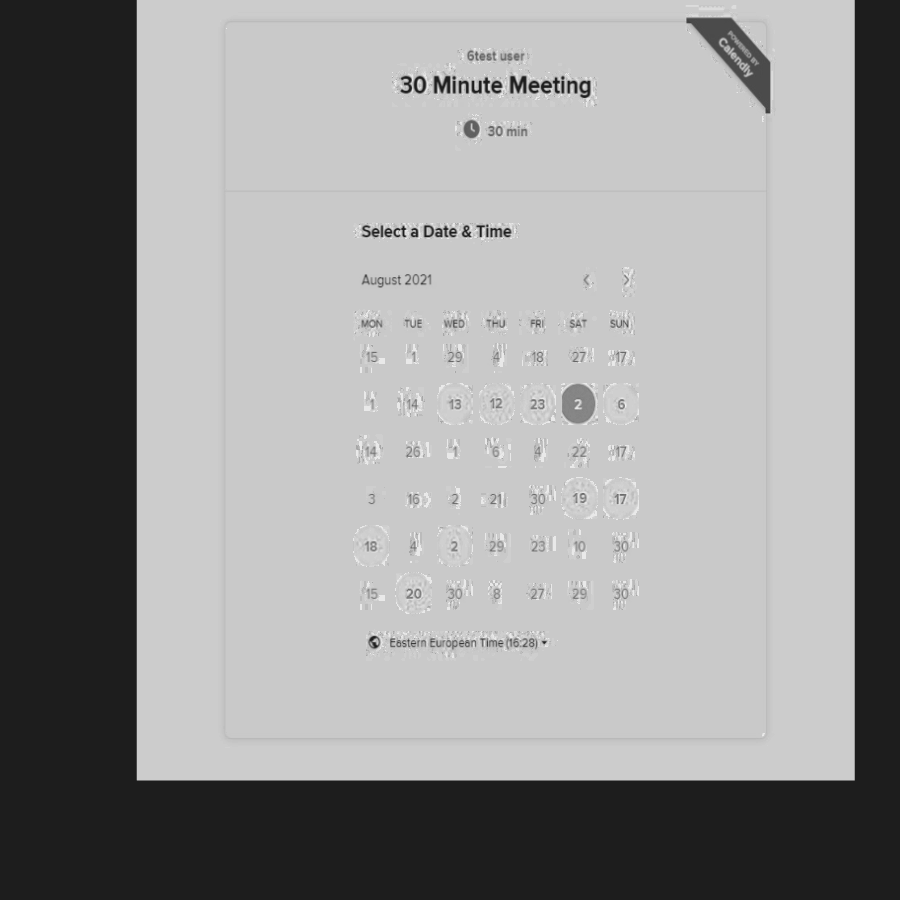 POWERED BY
Calendly
6test user
30 Minute Meeting
30 min
Select a Date & Time
August 2021
MON TUE WED THU FRI SAT SUN
15 1 29 4 18 27 17
1 14 13 12 23 2 6
14 26 1 6 4 22 17
3 16 2 21 30 19 17
18 4 2 29 23 10 30
15 20 30 8 27 29 30
Eastern European Time (16:28)